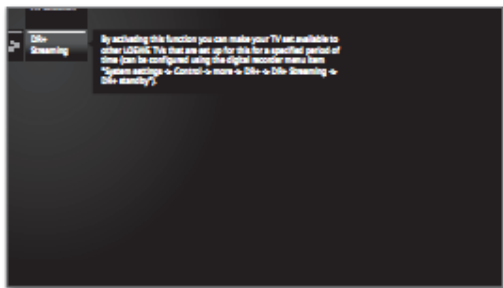 DR+
Streaming
By activating this function you can make your TV set available to
other LOEWE TVs that are set up for this for a specified period of
time (can be configured using the digital recorder menu item
"System settings -> Control -> more -> DR+ -> DR+ Streaming ->
DR+ standby").